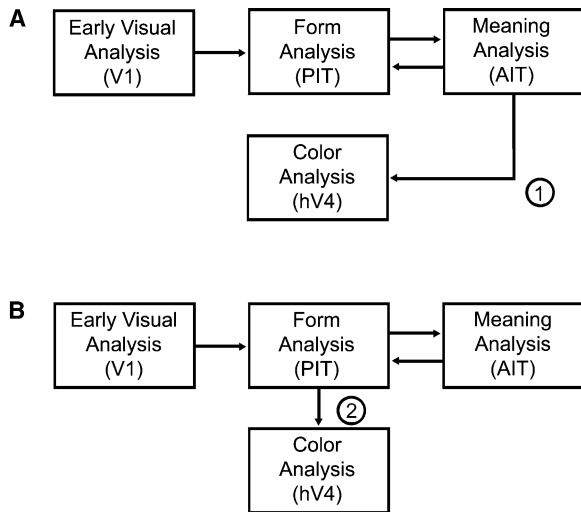 A
Early Visual
Analysis
(V1)
Form
Analysis
(PIT)
Meaning
Analysis
(AIT)
Color
Analysis
(hV4)
1
B
Early Visual
Analysis
(V1)
Form
Analysis
(PIT)
Meaning
Analysis
(AIT)
2
Color
Analysis
(hV4)